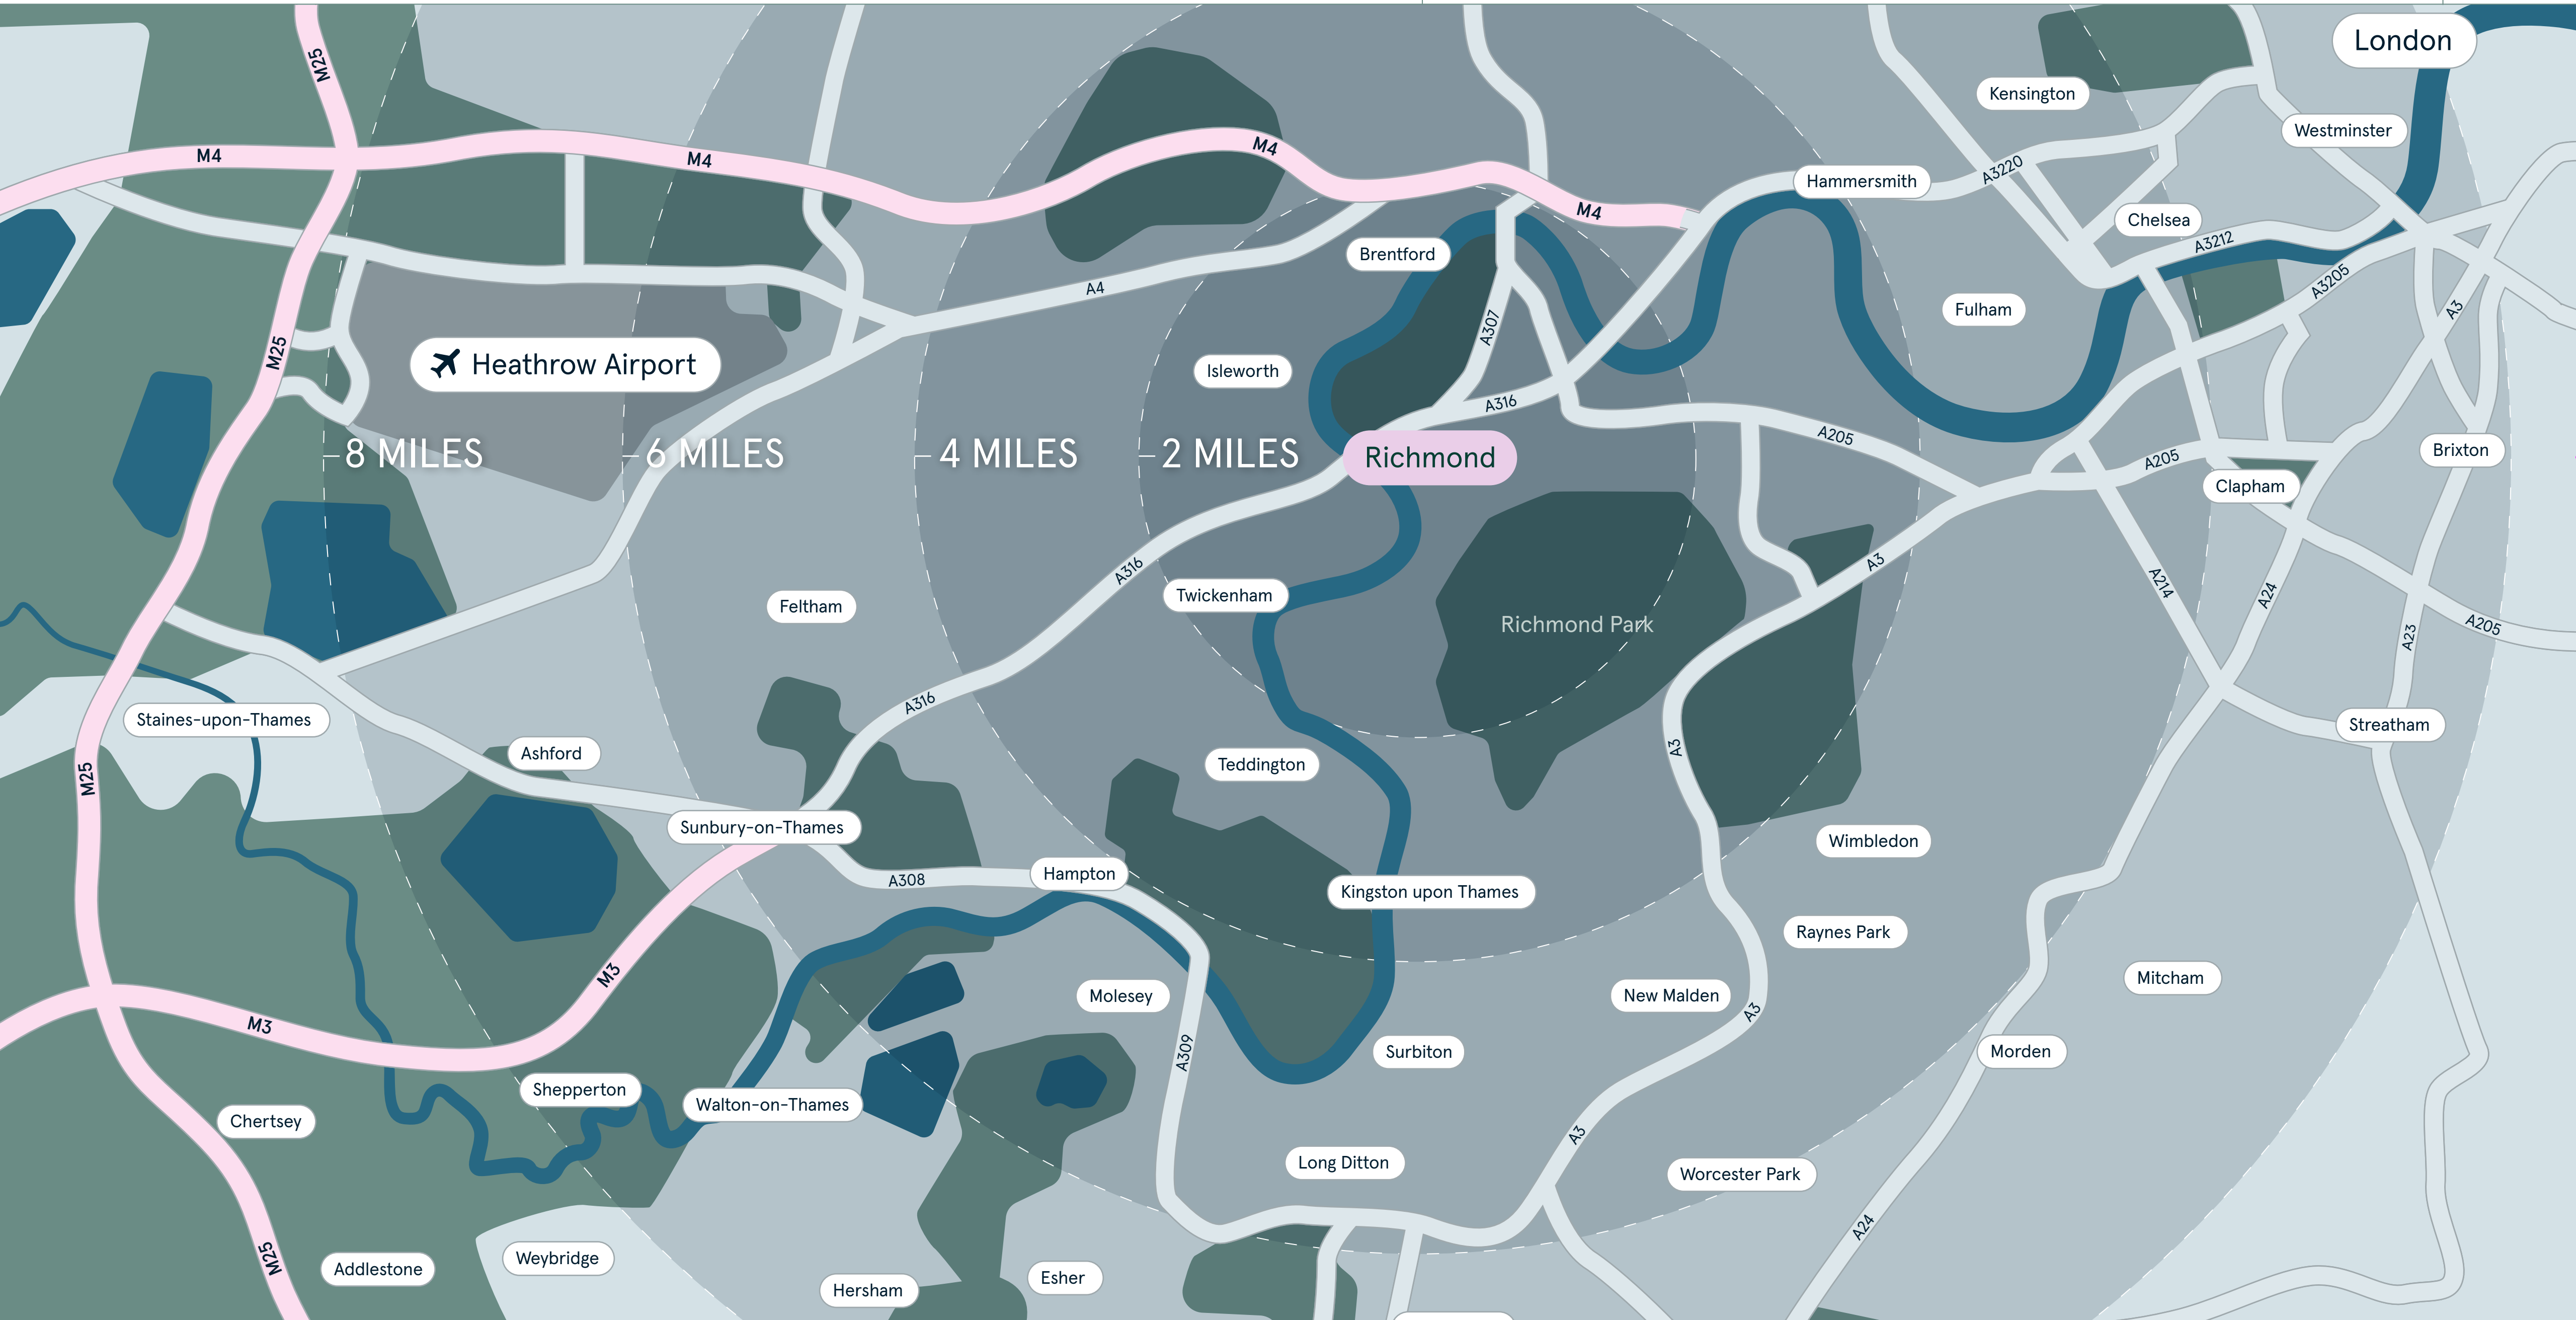 London
M25
Kensington
Westminster
M4
M4
M4
Hammersmith
A3220
M4
Chelsea
A3212
Brentford
A4
A3205
Fulham
A3
A307
M25
Heathrow Airport
Isleworth
A316
A205
8 MILES
6 MILES
4 MILES
2 MILES
Richmond
A205
Brixton
Clapham
A316
A3
A214
A24
Feltham
Twickenham
Richmond Park
A205
A23
A316
Staines-upon-Thames
Streatham
Ashford
A3
M25
Teddington
Sunbury-on-Thames
Wimbledon
Hampton
A308
Kingston upon Thames
Raynes Park
M3
Mitcham
Molesey
New Malden
A3
M3
A309
Surbiton
Morden
Shepperton
Walton-on-Thames
Chertsey
A3
Long Ditton
Worcester Park
A24
M25
Weybridge
Addlestone
Esher
Hersham